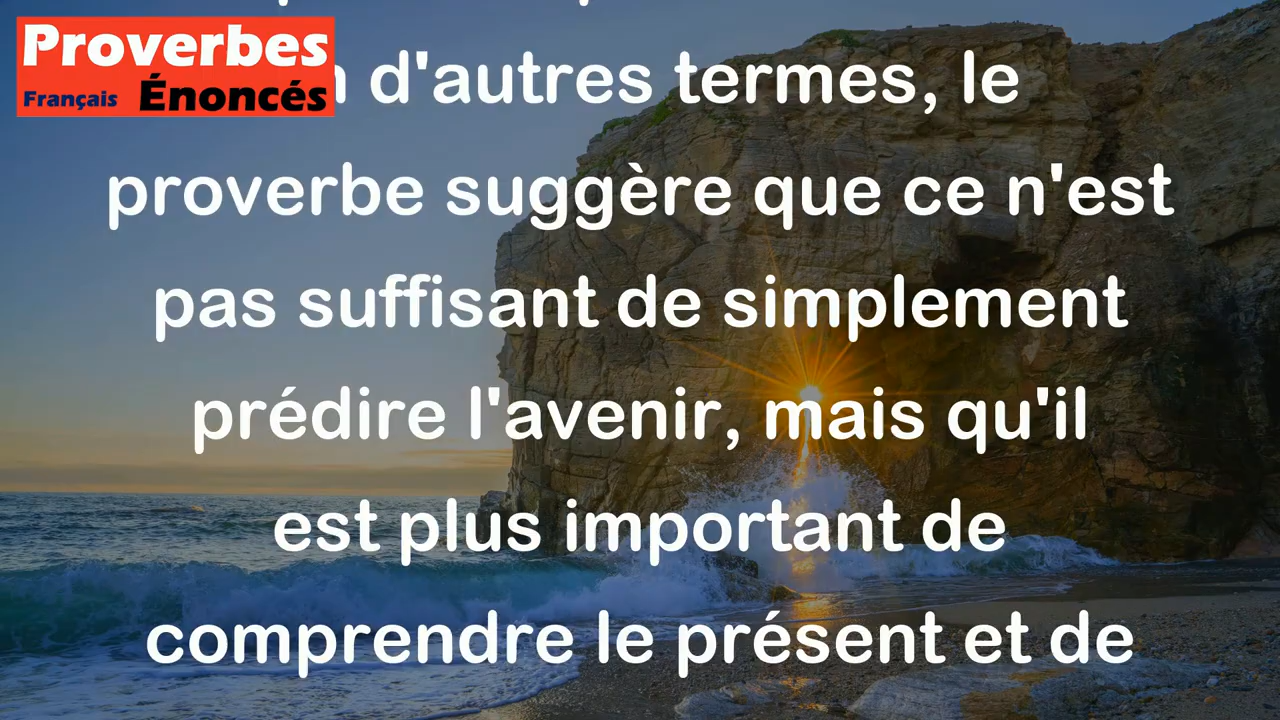 Proverbes
Français Énoncés
d'autres termes, le
proverbe suggère que ce n'est
pas suffisant de simplement
prédire l'avenir, mais qu'il
est plus important de
comprendre le présent et de